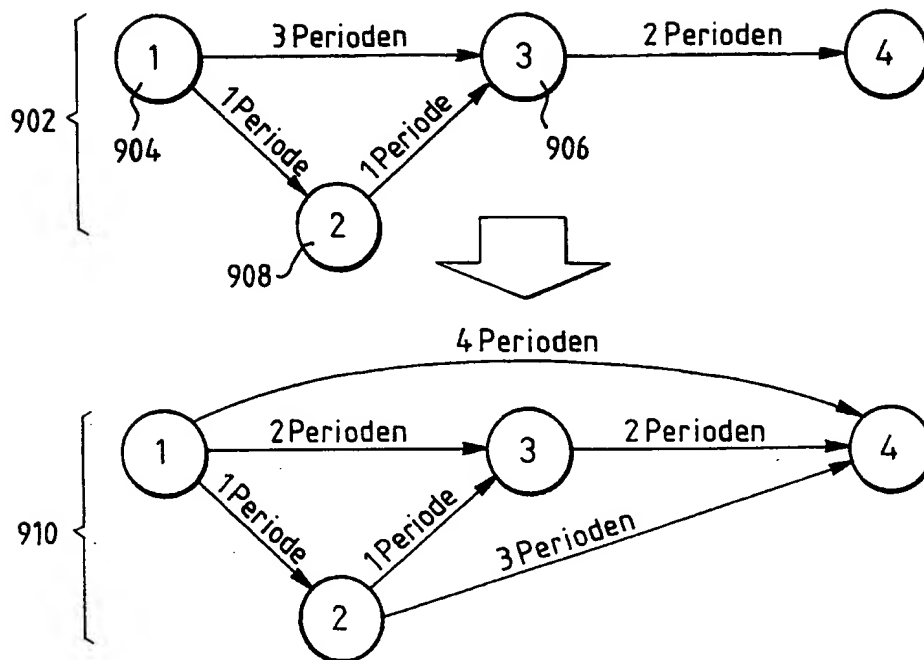 1
3 Perioden
3
2 Perioden
4
902
904
1 Periode
1 Periode
906
2
908
4 Perioden
1
2 Perioden
3
2 Perioden
4
910
1 Periode
1 Periode
3 Perioden
2